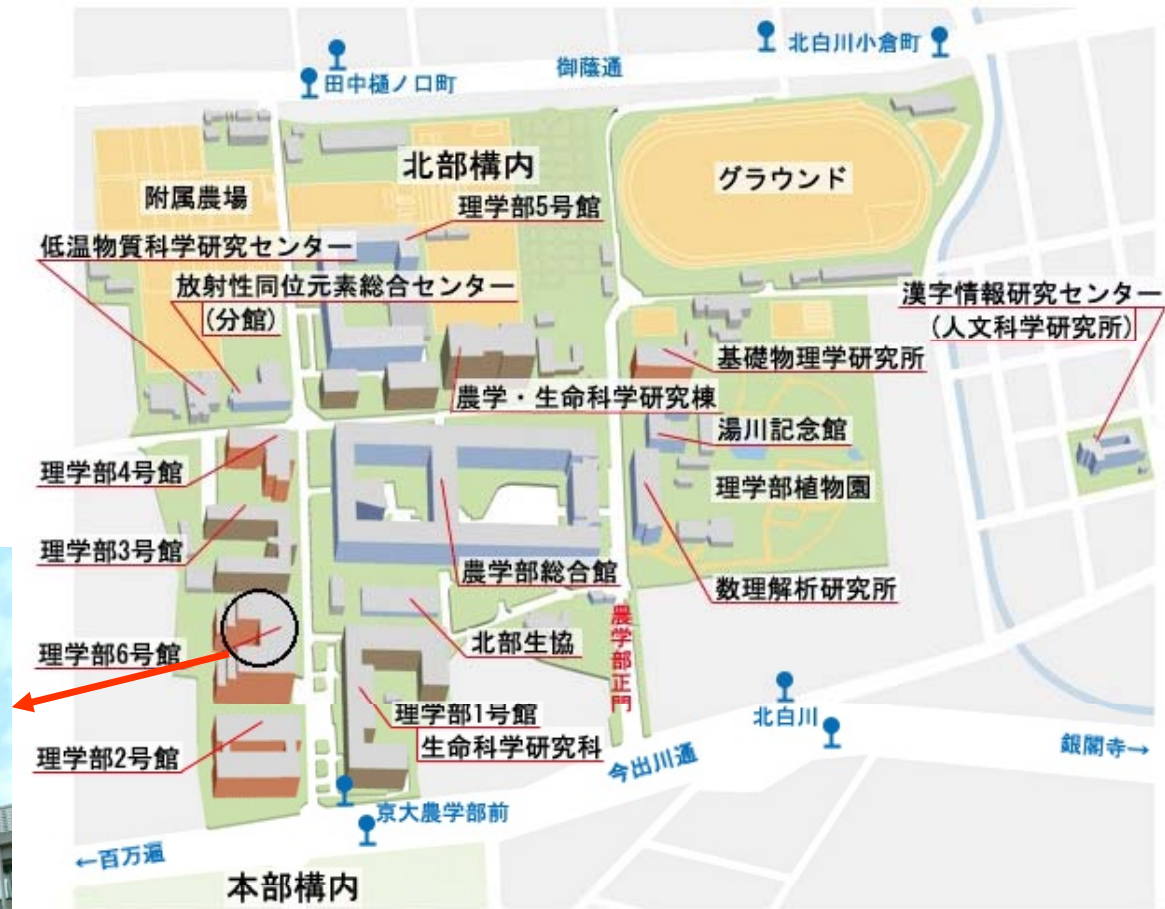 北白川小倉町
御蔭通
田中樋ノ口町
北部構内
グラウンド
附属農場
理学部5号館
低温物質科学研究センター
放射性同位元素総合センター
(分館)
漢字情報研究センター
(人文科学研究所)
基礎物理学研究所
農学・生命科学研究棟
湯川記念館
理学部4号館
理学部植物園
理学部3号館
農学部総合館
数理解析研究所
農学部正門
北部生協
理学部6号館
理学部1号館
生命科学研究科
北白川
理学部2号館
今出川通
銀閣寺→
京大農学部前
←百万遍
本部構内